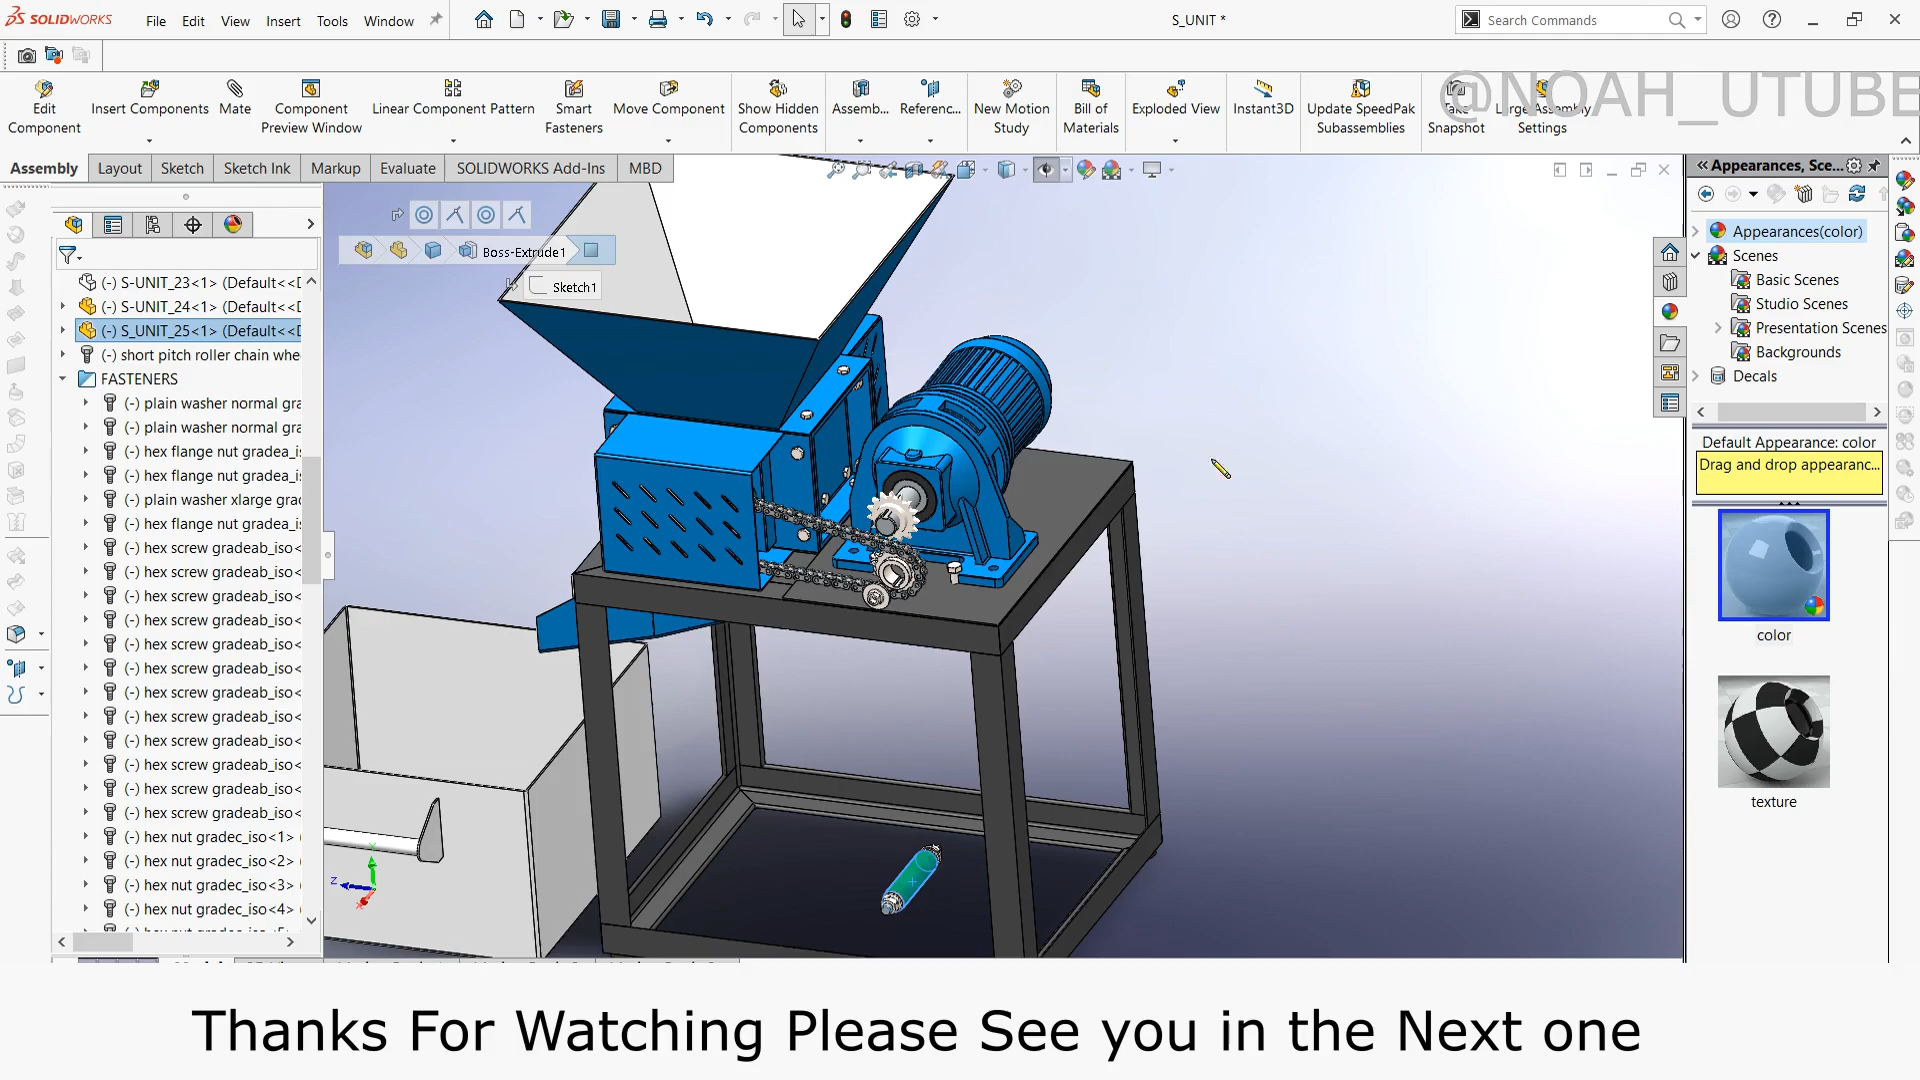 SOLIDWORKS
File Edit View Insert Tools Window
S_UNIT *
Search Commands
@NOAH_UTUBE
Edit Component
Insert Components
Mate
Component Preview Window
Linear Component Pattern
Smart Fasteners
Move Component
Show Hidden Components
Assemb...
Referenc...
New Motion Study
Bill of Materials
Exploded View
Instant3D
Update SpeedPak Subassemblies
Take Snapshot
Large Assembly Settings
Assembly Layout Sketch Sketch Ink Markup Evaluate SOLIDWORKS Add-Ins MBD
Boss-Extrude1
Sketch1
(-) S-UNIT_23<1> (Default<<D
(-) S-UNIT_24<1> (Default<<D
(-) S_UNIT_25<1> (Default<<D
(-) short pitch roller chain whe
FASTENERS
(-) plain washer normal gra
(-) plain washer normal gra
(-) hex flange nut gradea_i
(-) hex flange nut gradea_i
(-) plain washer xlarge grac
(-) hex flange nut gradea_i
(-) hex screw gradeab_iso<
(-) hex screw gradeab_iso<
(-) hex screw gradeab_iso<
(-) hex screw gradeab_iso<
(-) hex screw gradeab_iso<
(-) hex screw gradeab_iso<
(-) hex screw gradeab_iso<
(-) hex screw gradeab_iso<
(-) hex screw gradeab_iso<
(-) hex screw gradeab_iso<
(-) hex screw gradeab_iso<
(-) hex screw gradeab_iso<
(-) hex nut gradec_iso<1> (
(-) hex nut gradec_iso<2> (
(-) hex nut gradec_iso<3> (
(-) hex nut gradec_iso<4> (
Z
Appearances, Sce...
Appearances(color)
Scenes
Basic Scenes
Studio Scenes
Presentation Scenes
Backgrounds
Decals
Default Appearance: color
Drag and drop appearanc...
color
texture
Thanks For Watching Please See you in the Next one